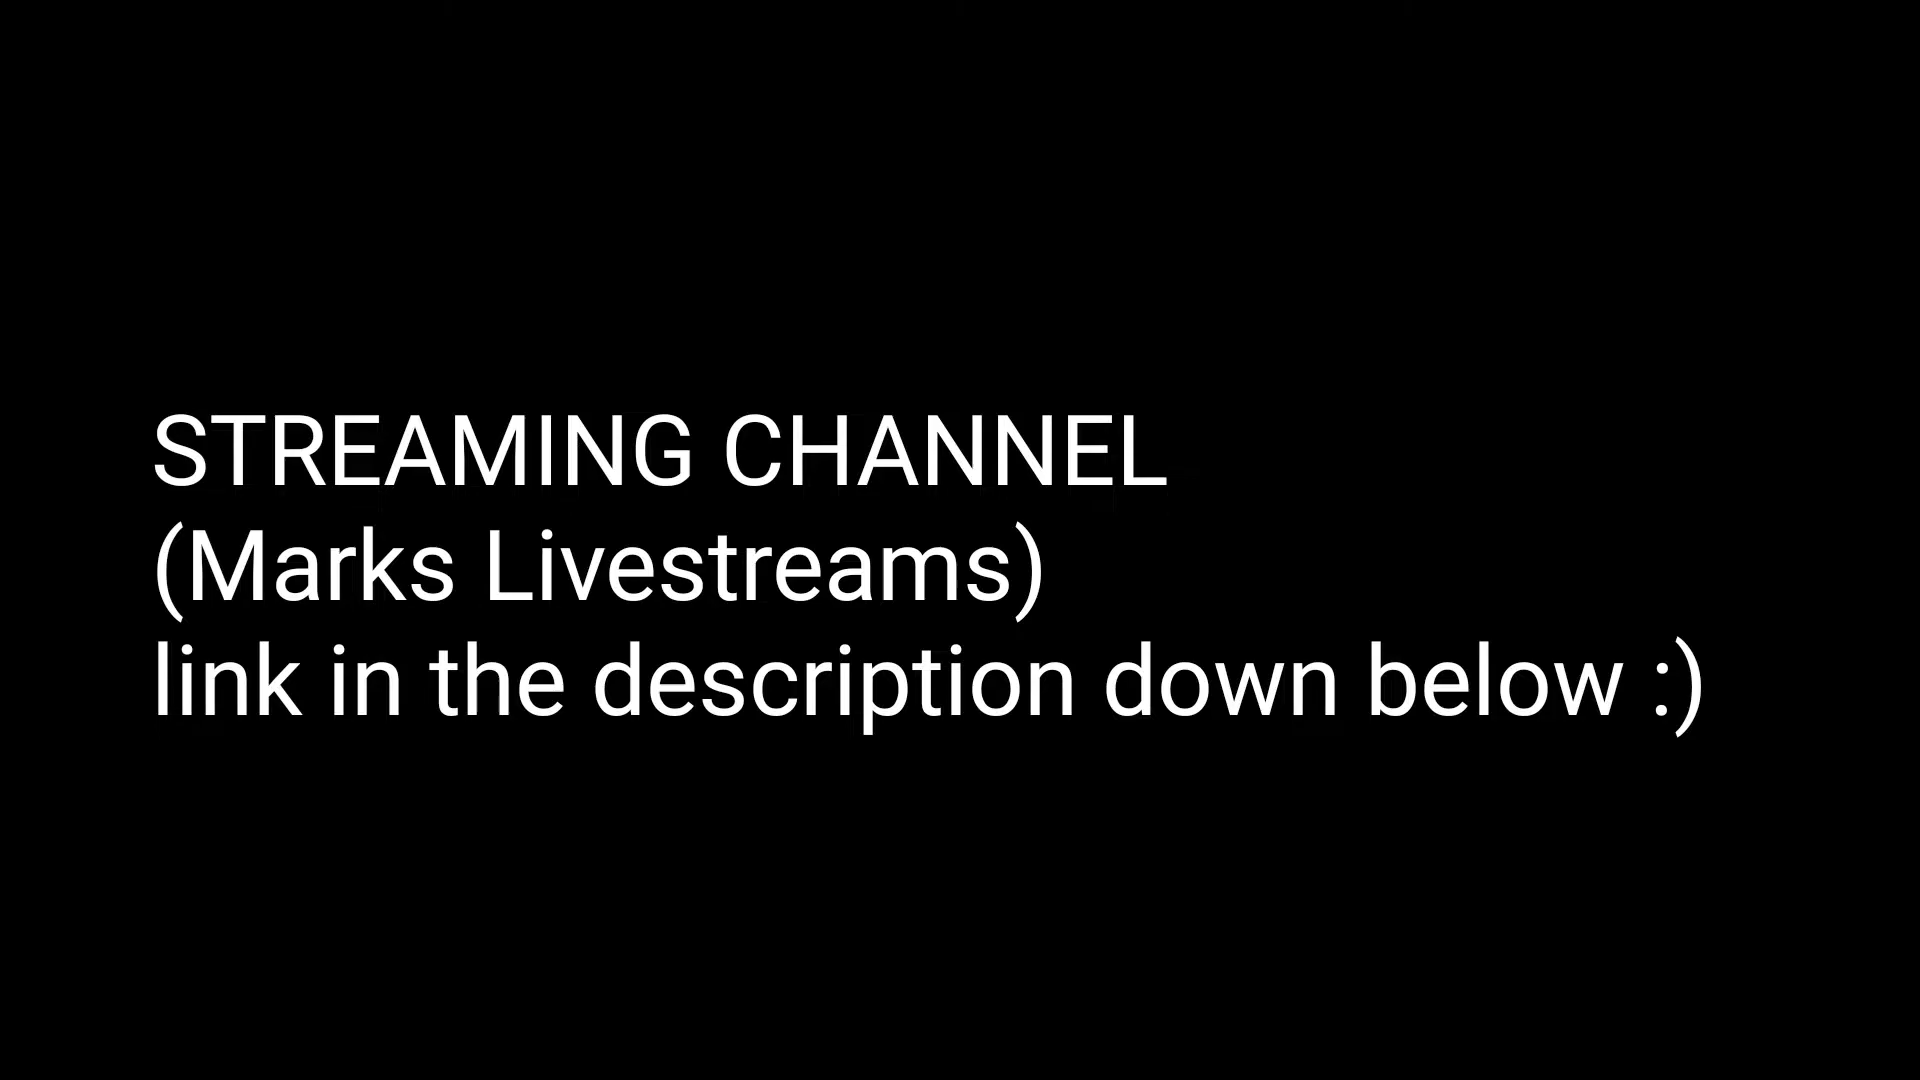 STREAMING CHANNEL
(Marks Livestreams)
link in the description down below :)